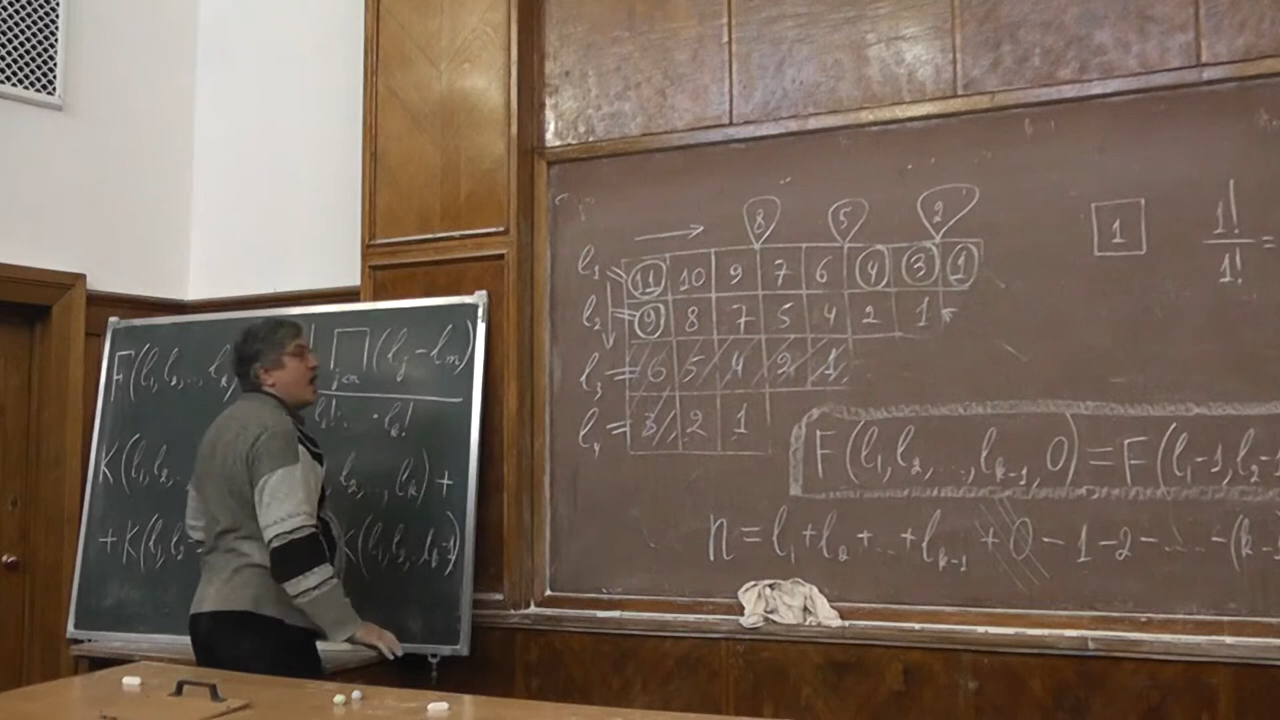 F(l₁, l₂, ..., l ! ∏ j<m (lⱼ - lₘ)
l₁! · ... lₖ!
K(l₁, l₂, l₂, ..., lₖ) +
+ K(l₁, l₂ K(l₁, l₂, lₖ-1)
8 5 2
l₁ = 11 10 9 7 6 4 3 1
l₂ = 9 8 7 5 4 2 1
l₃ = 6 5 4 2 1
l₄ = 3 2 1
1
1!
1! =
F(l₁, l₂, ..., lₖ₋₁, 0) = F(l₁-1, l₂-1
n = l₁ + l₂ + ... + lₖ₋₁ + 0 - 1 - 2 - ... - (k-1